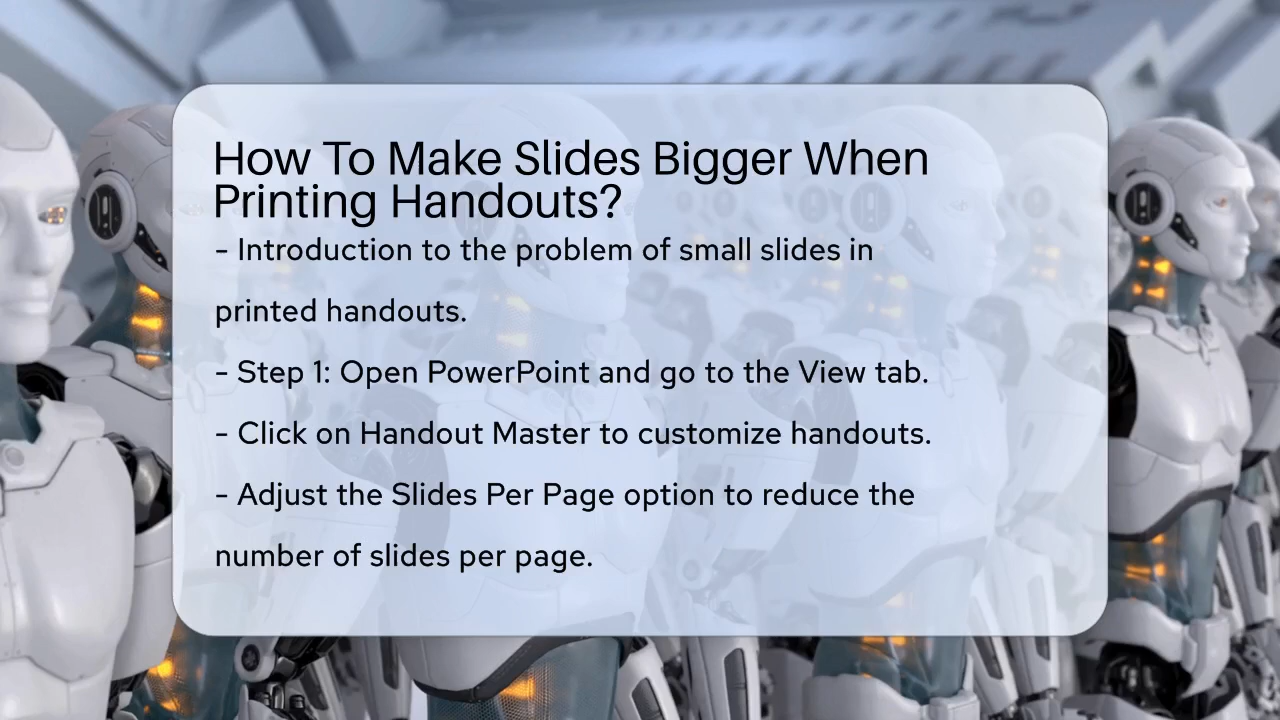 How To Make Slides Bigger When
Printing Handouts?
– Introduction to the problem of small slides in
printed handouts.
– Step 1: Open PowerPoint and go to the View tab.
– Click on Handout Master to customize handouts.
– Adjust the Slides Per Page option to reduce the
number of slides per page.